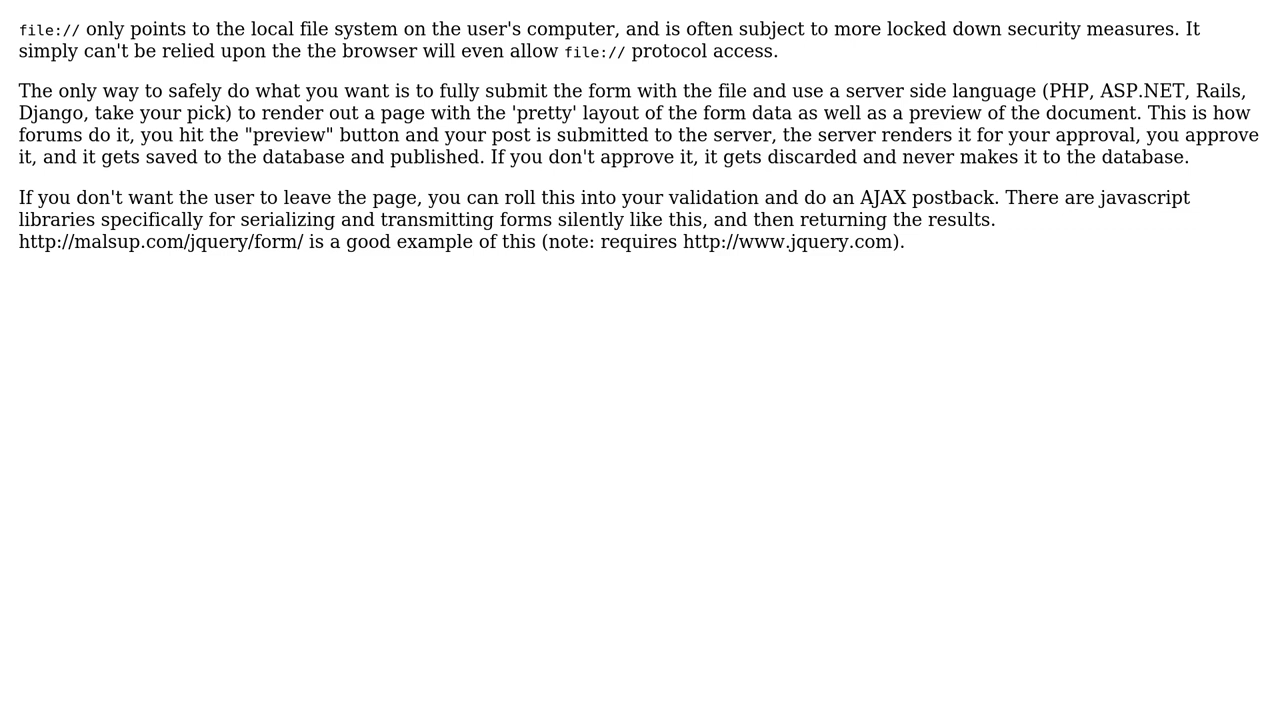 file:// only points to the local file system on the user's computer, and is often subject to more locked down security measures. It
simply can't be relied upon the the browser will even allow file:// protocol access.
The only way to safely do what you want is to fully submit the form with the file and use a server side language (PHP, ASP.NET, Rails,
Django, take your pick) to render out a page with the 'pretty' layout of the form data as well as a preview of the document. This is how
forums do it, you hit the "preview" button and your post is submitted to the server, the server renders it for your approval, you approve
it, and it gets saved to the database and published. If you don't approve it, it gets discarded and never makes it to the database.
If you don't want the user to leave the page, you can roll this into your validation and do an AJAX postback. There are javascript
libraries specifically for serializing and transmitting forms silently like this, and then returning the results.
http://malsup.com/jquery/form/ is a good example of this (note: requires http://www.jquery.com).